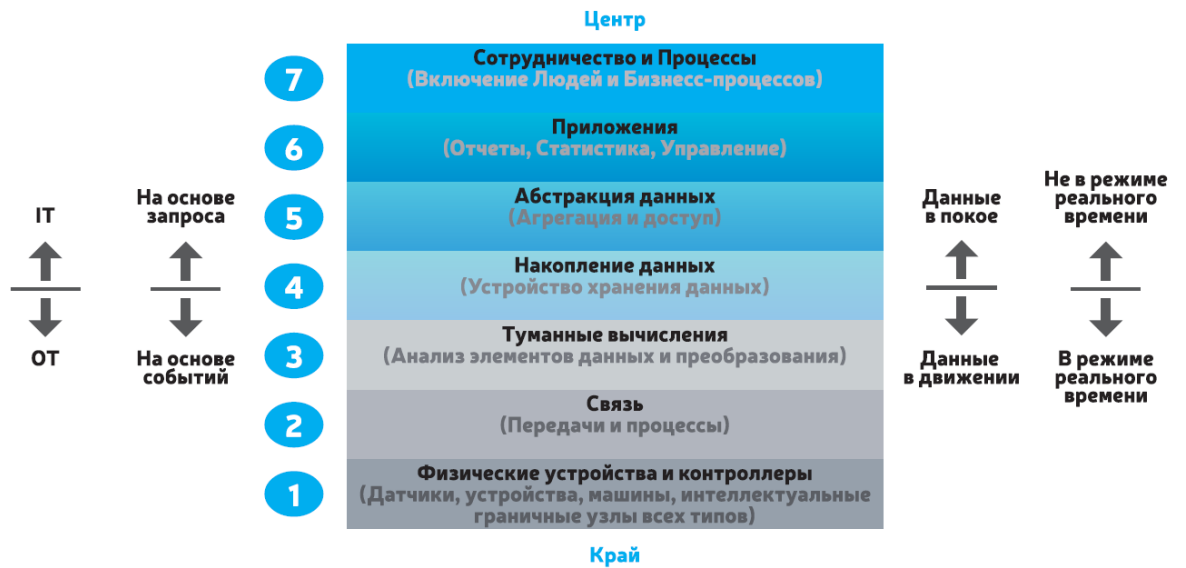 Центр
7
Сотрудничество и Процессы
(Включение Людей и Бизнес-процессов)
6
Приложения
(Отчеты, Статистика, Управление)
5
Абстракция данных
(Агрегация и доступ)
4
Накопление данных
(Устройство хранения данных)
3
Туманные вычисления
(Анализ элементов данных и преобразования)
2
Связь
(Передачи и процессы)
1
Физические устройства и контроллеры
(Датчики, устройства, машины, интеллектуальные
граничные узлы всех типов)
Край
IT
OT
На основе
запроса
На основе
событий
Данные
в покое
Данные
в движении
Не в режиме
реального
времени
В режиме
реального
времени